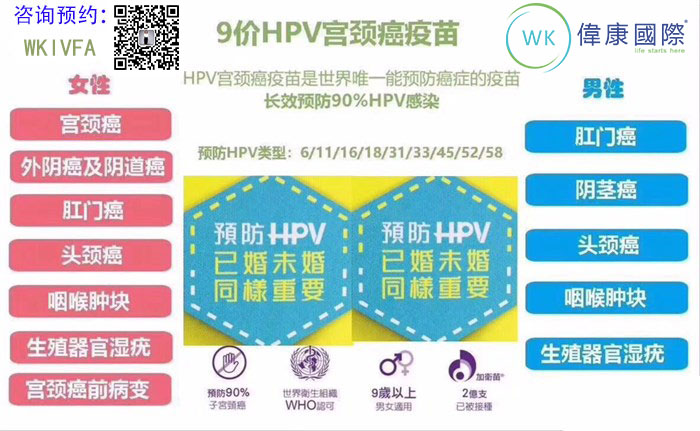 咨询预约：
WKIVFA
9价HPV宫颈癌疫苗
WK
偉康國際
life starts here
HPV宫颈癌疫苗是世界唯一能预防癌症的疫苗
长效预防90%HPV感染
预防HPV类型：6/11/16/18/31/33/45/52/58
女性
宫颈癌
外阴癌及阴道癌
肛门癌
头颈癌
咽喉肿块
生殖器官湿疣
宫颈癌前病变
預防HPV
已婚未婚
同樣重要
預防HPV
已婚未婚
同樣重要
男性
肛门癌
阴茎癌
头颈癌
咽喉肿块
生殖器官湿疣
預防90%
子宮頸癌
世界衛生組織
WHO認可
9歲以上
男女適用
加衛苗
2億支
已被接種